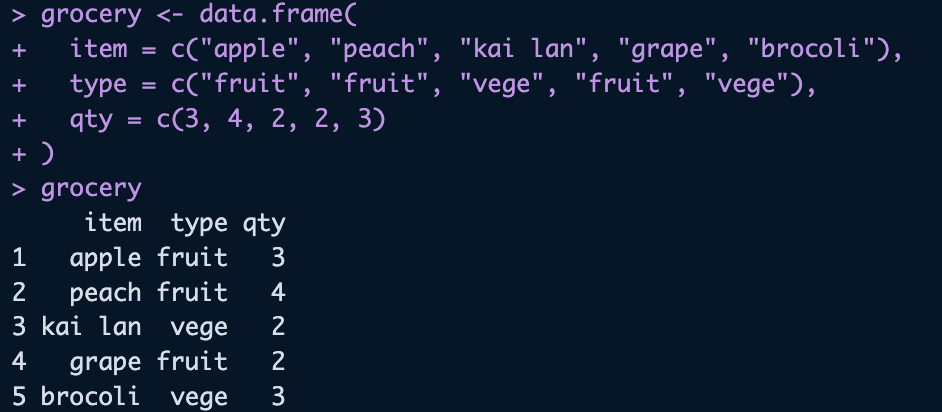 > grocery <- data.frame(
+   item = c("apple", "peach", "kai lan", "grape", "brocoli"),
+   type = c("fruit", "fruit", "vege", "fruit", "vege"),
+   qty = c(3, 4, 2, 2, 3)
+ )
> grocery
     item  type qty
1   apple fruit   3
2   peach fruit   4
3 kai lan  vege   2
4   grape fruit   2
5 brocoli  vege   3